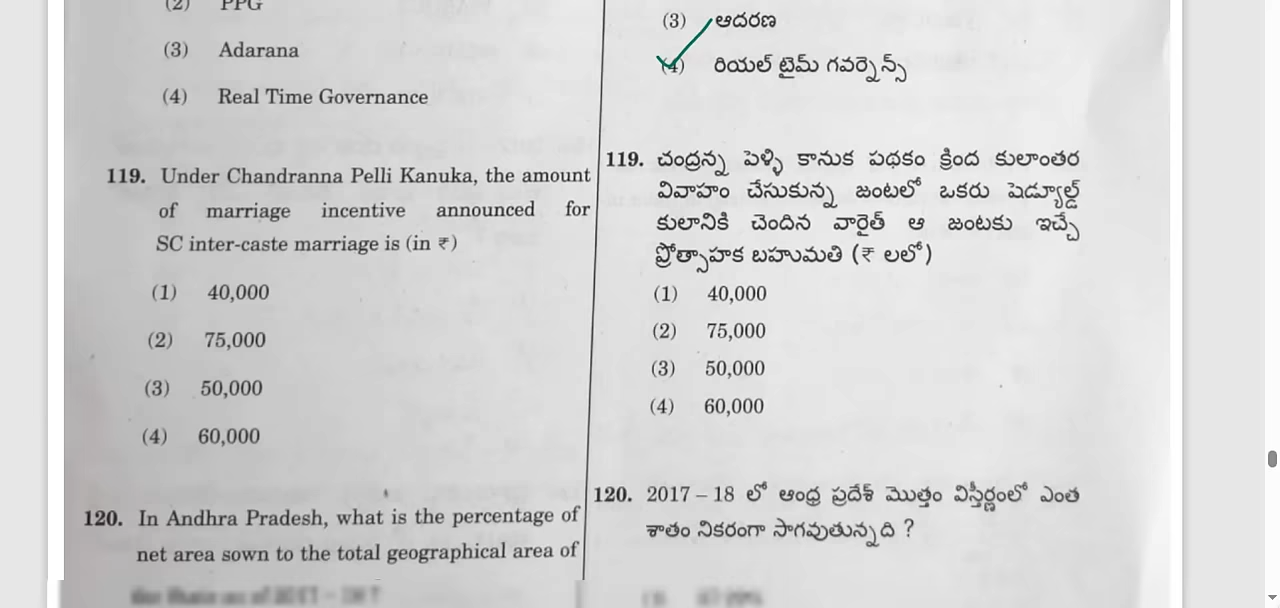 (2) PPG
(3) Adarana
(4) Real Time Governance
119. Under Chandranna Pelli Kanuka, the amount
of marriage incentive announced for
SC inter-caste marriage is (in ₹)
(1) 40,000
(2) 75,000
(3) 50,000
(4) 60,000
120. In Andhra Pradesh, what is the percentage of
net area sown to the total geographical area of
(3) ఆదరణ
(4) రియల్ టైమ్ గవర్నెన్స్
119. చంద్రన్న పెళ్ళి కానుక పథకం క్రింద కులాంతర
వివాహం చేసుకున్న జంటలో ఒకరు షెడ్యూల్డ్
కులానికి చెందిన వారైత్ ఆ జంటకు ఇచ్చే
ప్రోత్సాహక బహుమతి (₹ లలో)
(1) 40,000
(2) 75,000
(3) 50,000
(4) 60,000
120. 2017 – 18 లో ఆంధ్ర ప్రదేశ్ మొత్తం విస్తీర్ణంలో ఎంత
శాతం నికరంగా సాగవుతున్నది ?